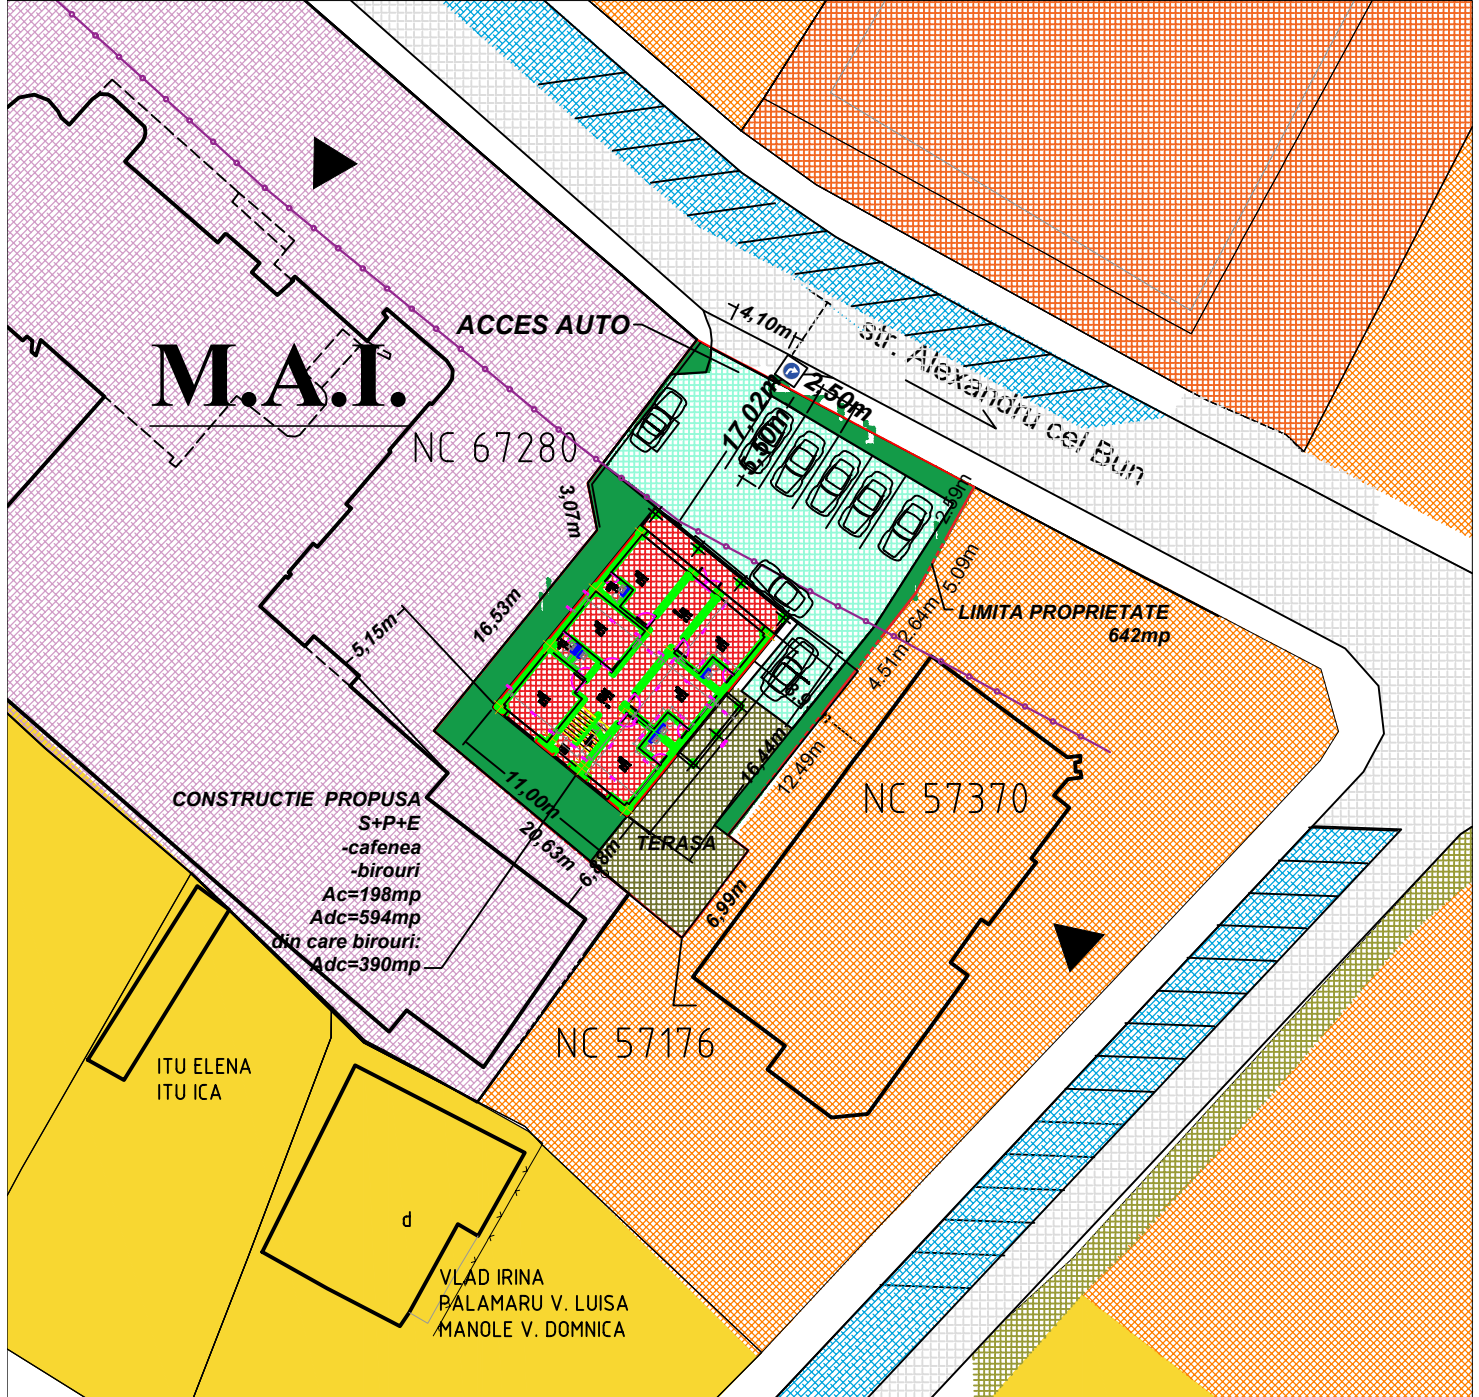 4,10m
ACCES AUTO
str. Alexandru cel Bun
M.A.I.
2,50m
17,02m
5,50m
NC 67280
3,07m
2.59m
5.09m
LIMITA PROPRIETATE
642mp
16,53m
2.64m
5,15m
4.51m
16,44m
12.49m
11,00m
NC 57370
CONSTRUCTIE PROPUSA
S+P+E
-cafenea
-birouri
Ac=198mp
Adc=594mp
din care birouri:
Adc=390mp
20,63m
TERASA
6,99m
NC 57176
ITU ELENA
ITU ICA
d
VLAD IRINA
PALAMARU V. LUISA
MANOLE V. DOMNICA